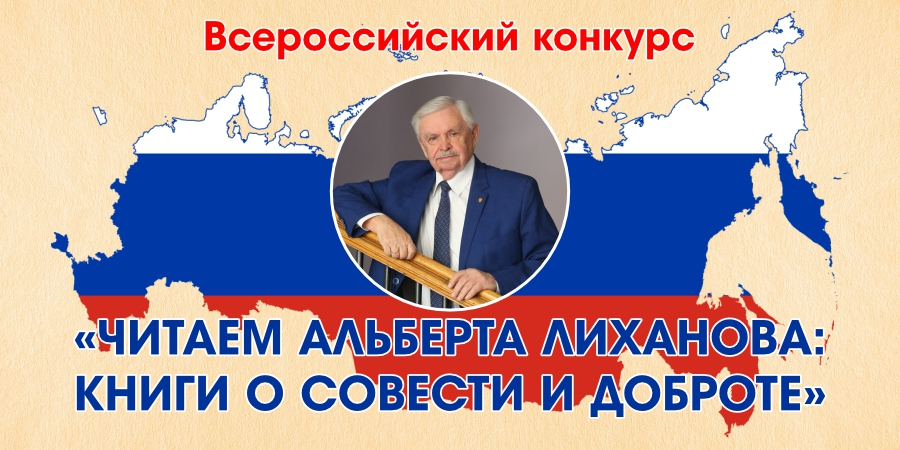 Всероссийский конкурс
«ЧИТАЕМ АЛЬБЕРТА ЛИХАНОВА:
КНИГИ О СОВЕСТИ И ДОБРОТЕ»